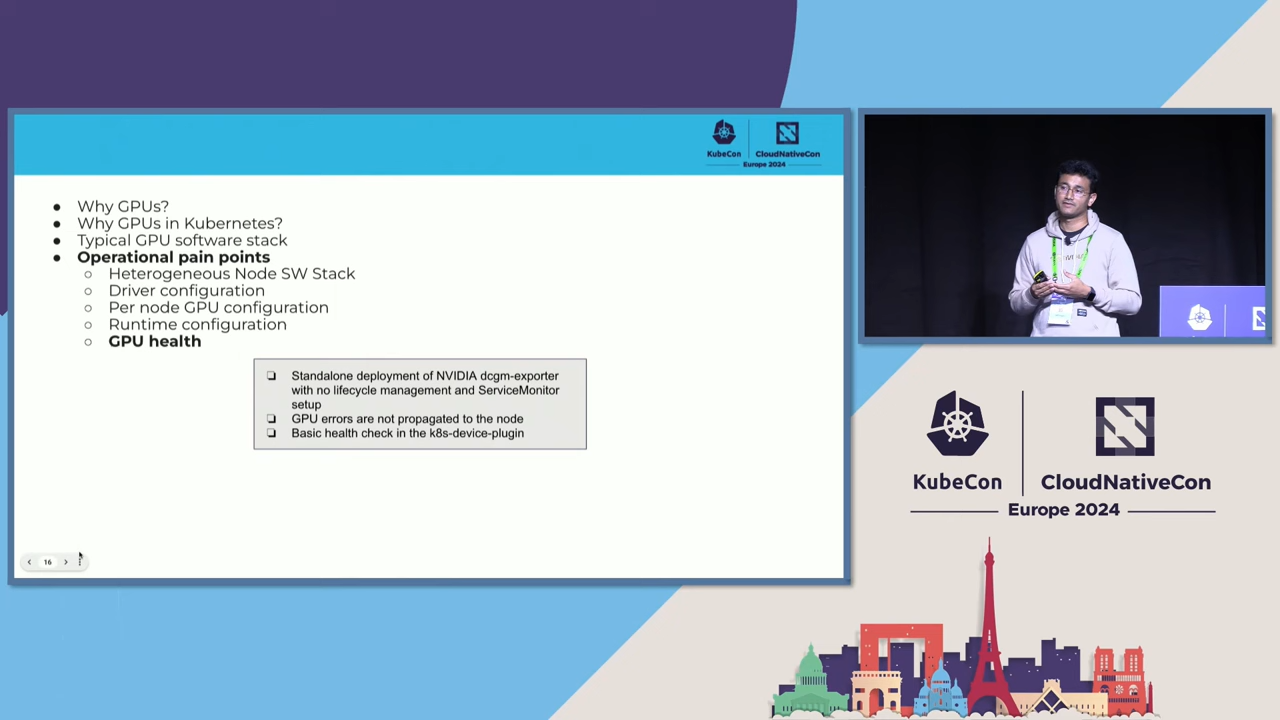 KubeCon
CloudNativeCon
Europe 2024
● Why GPUs?
● Why GPUs in Kubernetes?
● Typical GPU software stack
● Operational pain points
○ Heterogeneous Node SW Stack
○ Driver configuration
○ Per node GPU configuration
○ Runtime configuration
○ GPU health
❏ Standalone deployment of NVIDIA dcgm-exporter
with no lifecycle management and ServiceMonitor
setup
❏ GPU errors are not propagated to the node
❏ Basic health check in the k8s-device-plugin
16
KubeCon
CloudNativeCon
Europe 2024